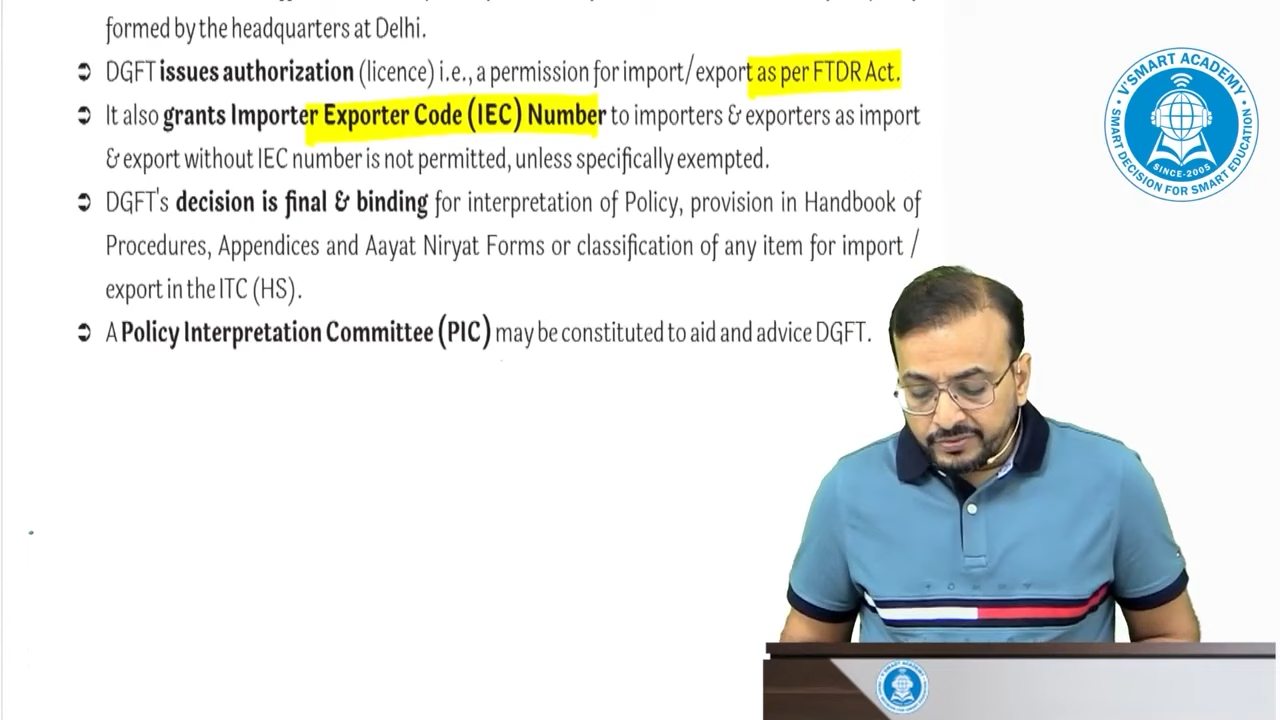 formed by the headquarters at Delhi.
➲ DGFT issues authorization (licence) i.e., a permission for import/export as per FTDR Act.
➲ It also grants Importer Exporter Code (IEC) Number to importers & exporters as import
& export without IEC number is not permitted, unless specifically exempted.
➲ DGFT's decision is final & binding for interpretation of Policy, provision in Handbook of
Procedures, Appendices and Aayat Niryat Forms or classification of any item for import /
export in the ITC (HS).
➲ A Policy Interpretation Committee (PIC) may be constituted to aid and advice DGFT.
V'SMART ACADEMY
SINCE-2005
SMART DECISION FOR SMART EDUCATION